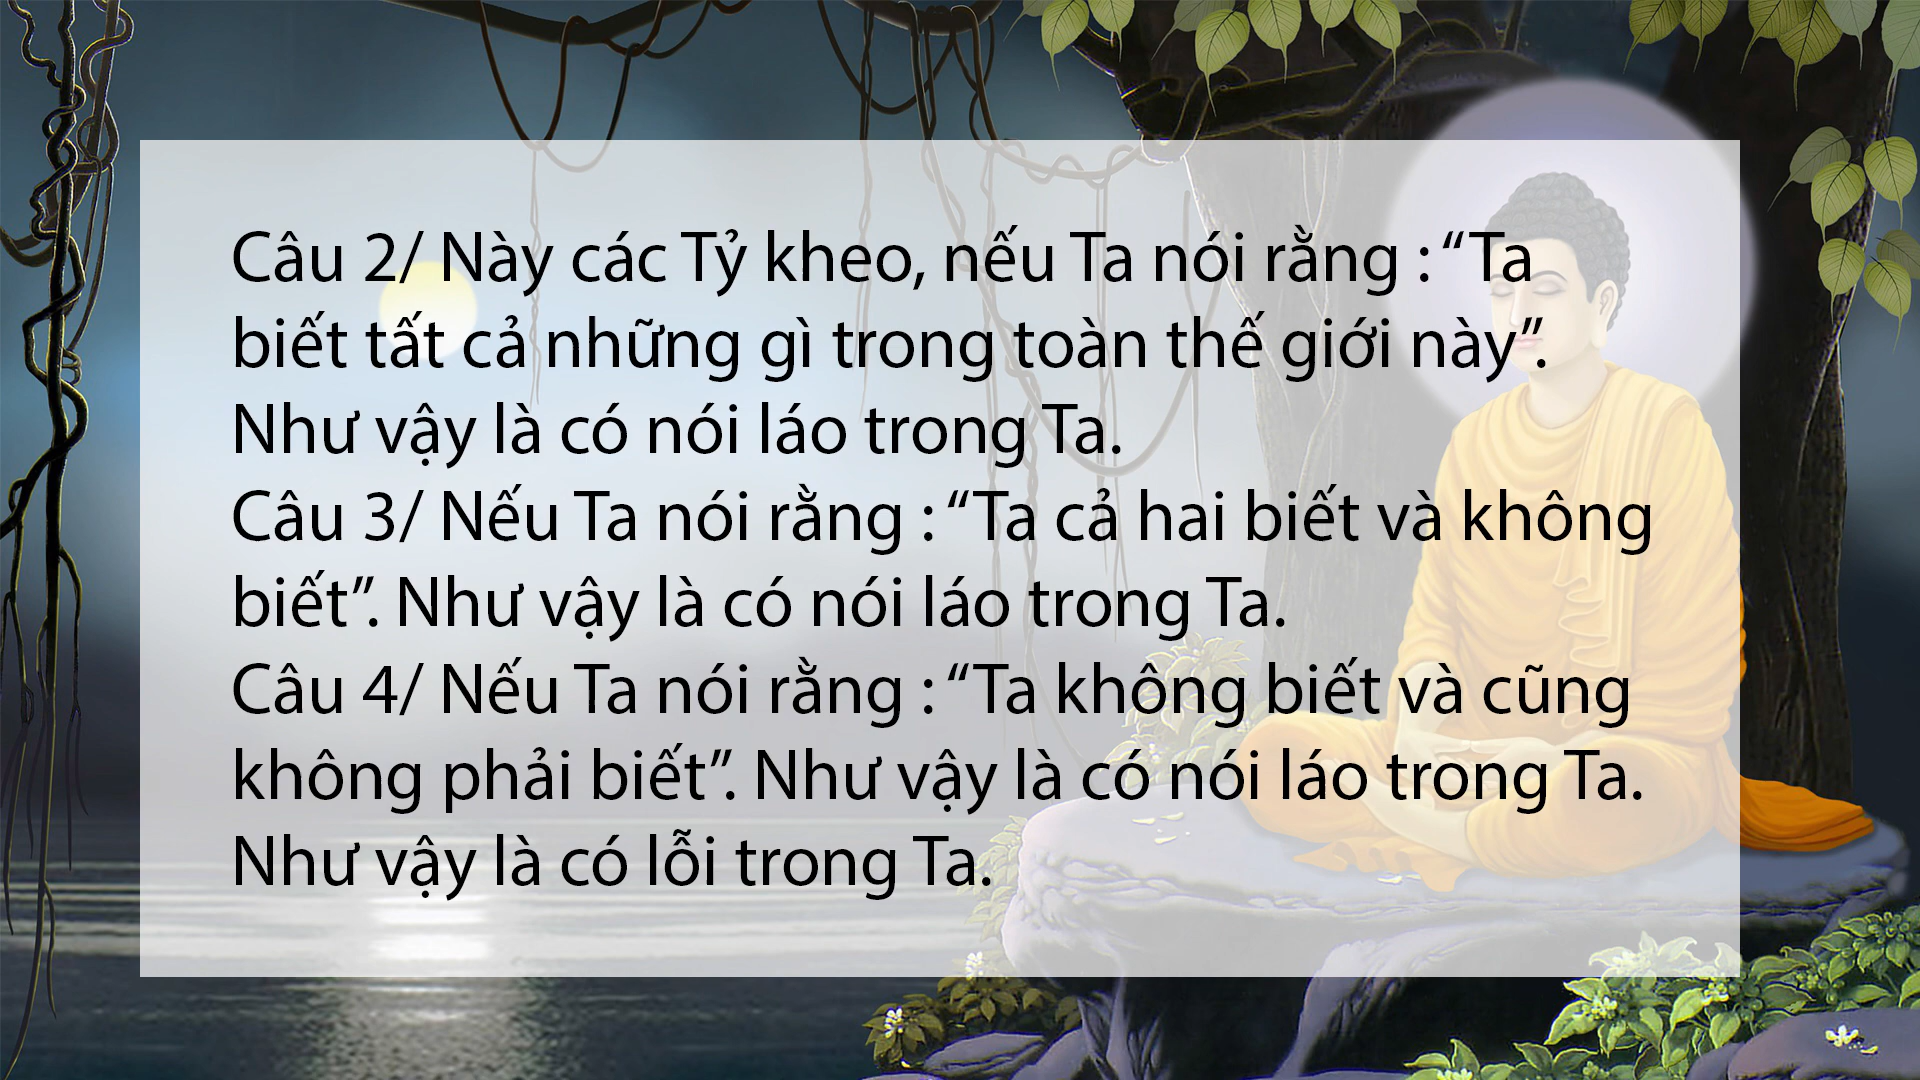 Câu 2/ Này các Tỷ kheo, nếu Ta nói rằng : “Ta
biết tất cả những gì trong toàn thế giới này”.
Như vậy là có nói láo trong Ta.
Câu 3/ Nếu Ta nói rằng : “Ta cả hai biết và không
biết”. Như vậy là có nói láo trong Ta.
Câu 4/ Nếu Ta nói rằng : “Ta không biết và cũng
không phải biết”. Như vậy là có nói láo trong Ta.
Như vậy là có lỗi trong Ta.